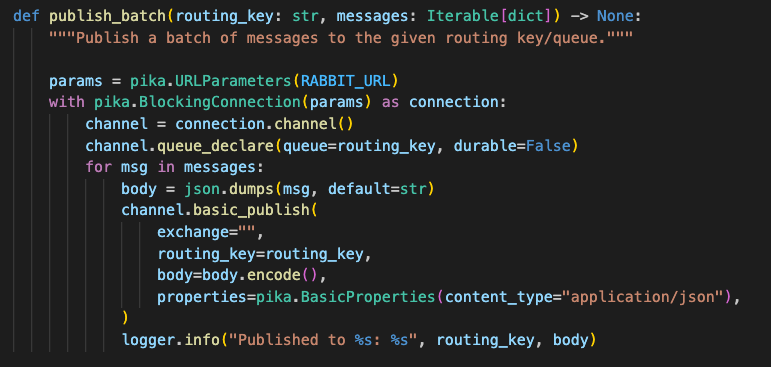 def publish_batch(routing_key: str, messages: Iterable[dict]) -> None:
    """Publish a batch of messages to the given routing key/queue."""

    params = pika.URLParameters(RABBIT_URL)
    with pika.BlockingConnection(params) as connection:
        channel = connection.channel()
        channel.queue_declare(queue=routing_key, durable=False)
        for msg in messages:
            body = json.dumps(msg, default=str)
            channel.basic_publish(
                exchange="",
                routing_key=routing_key,
                body=body.encode(),
                properties=pika.BasicProperties(content_type="application/json"),
            )
            logger.info("Published to %s: %s", routing_key, body)